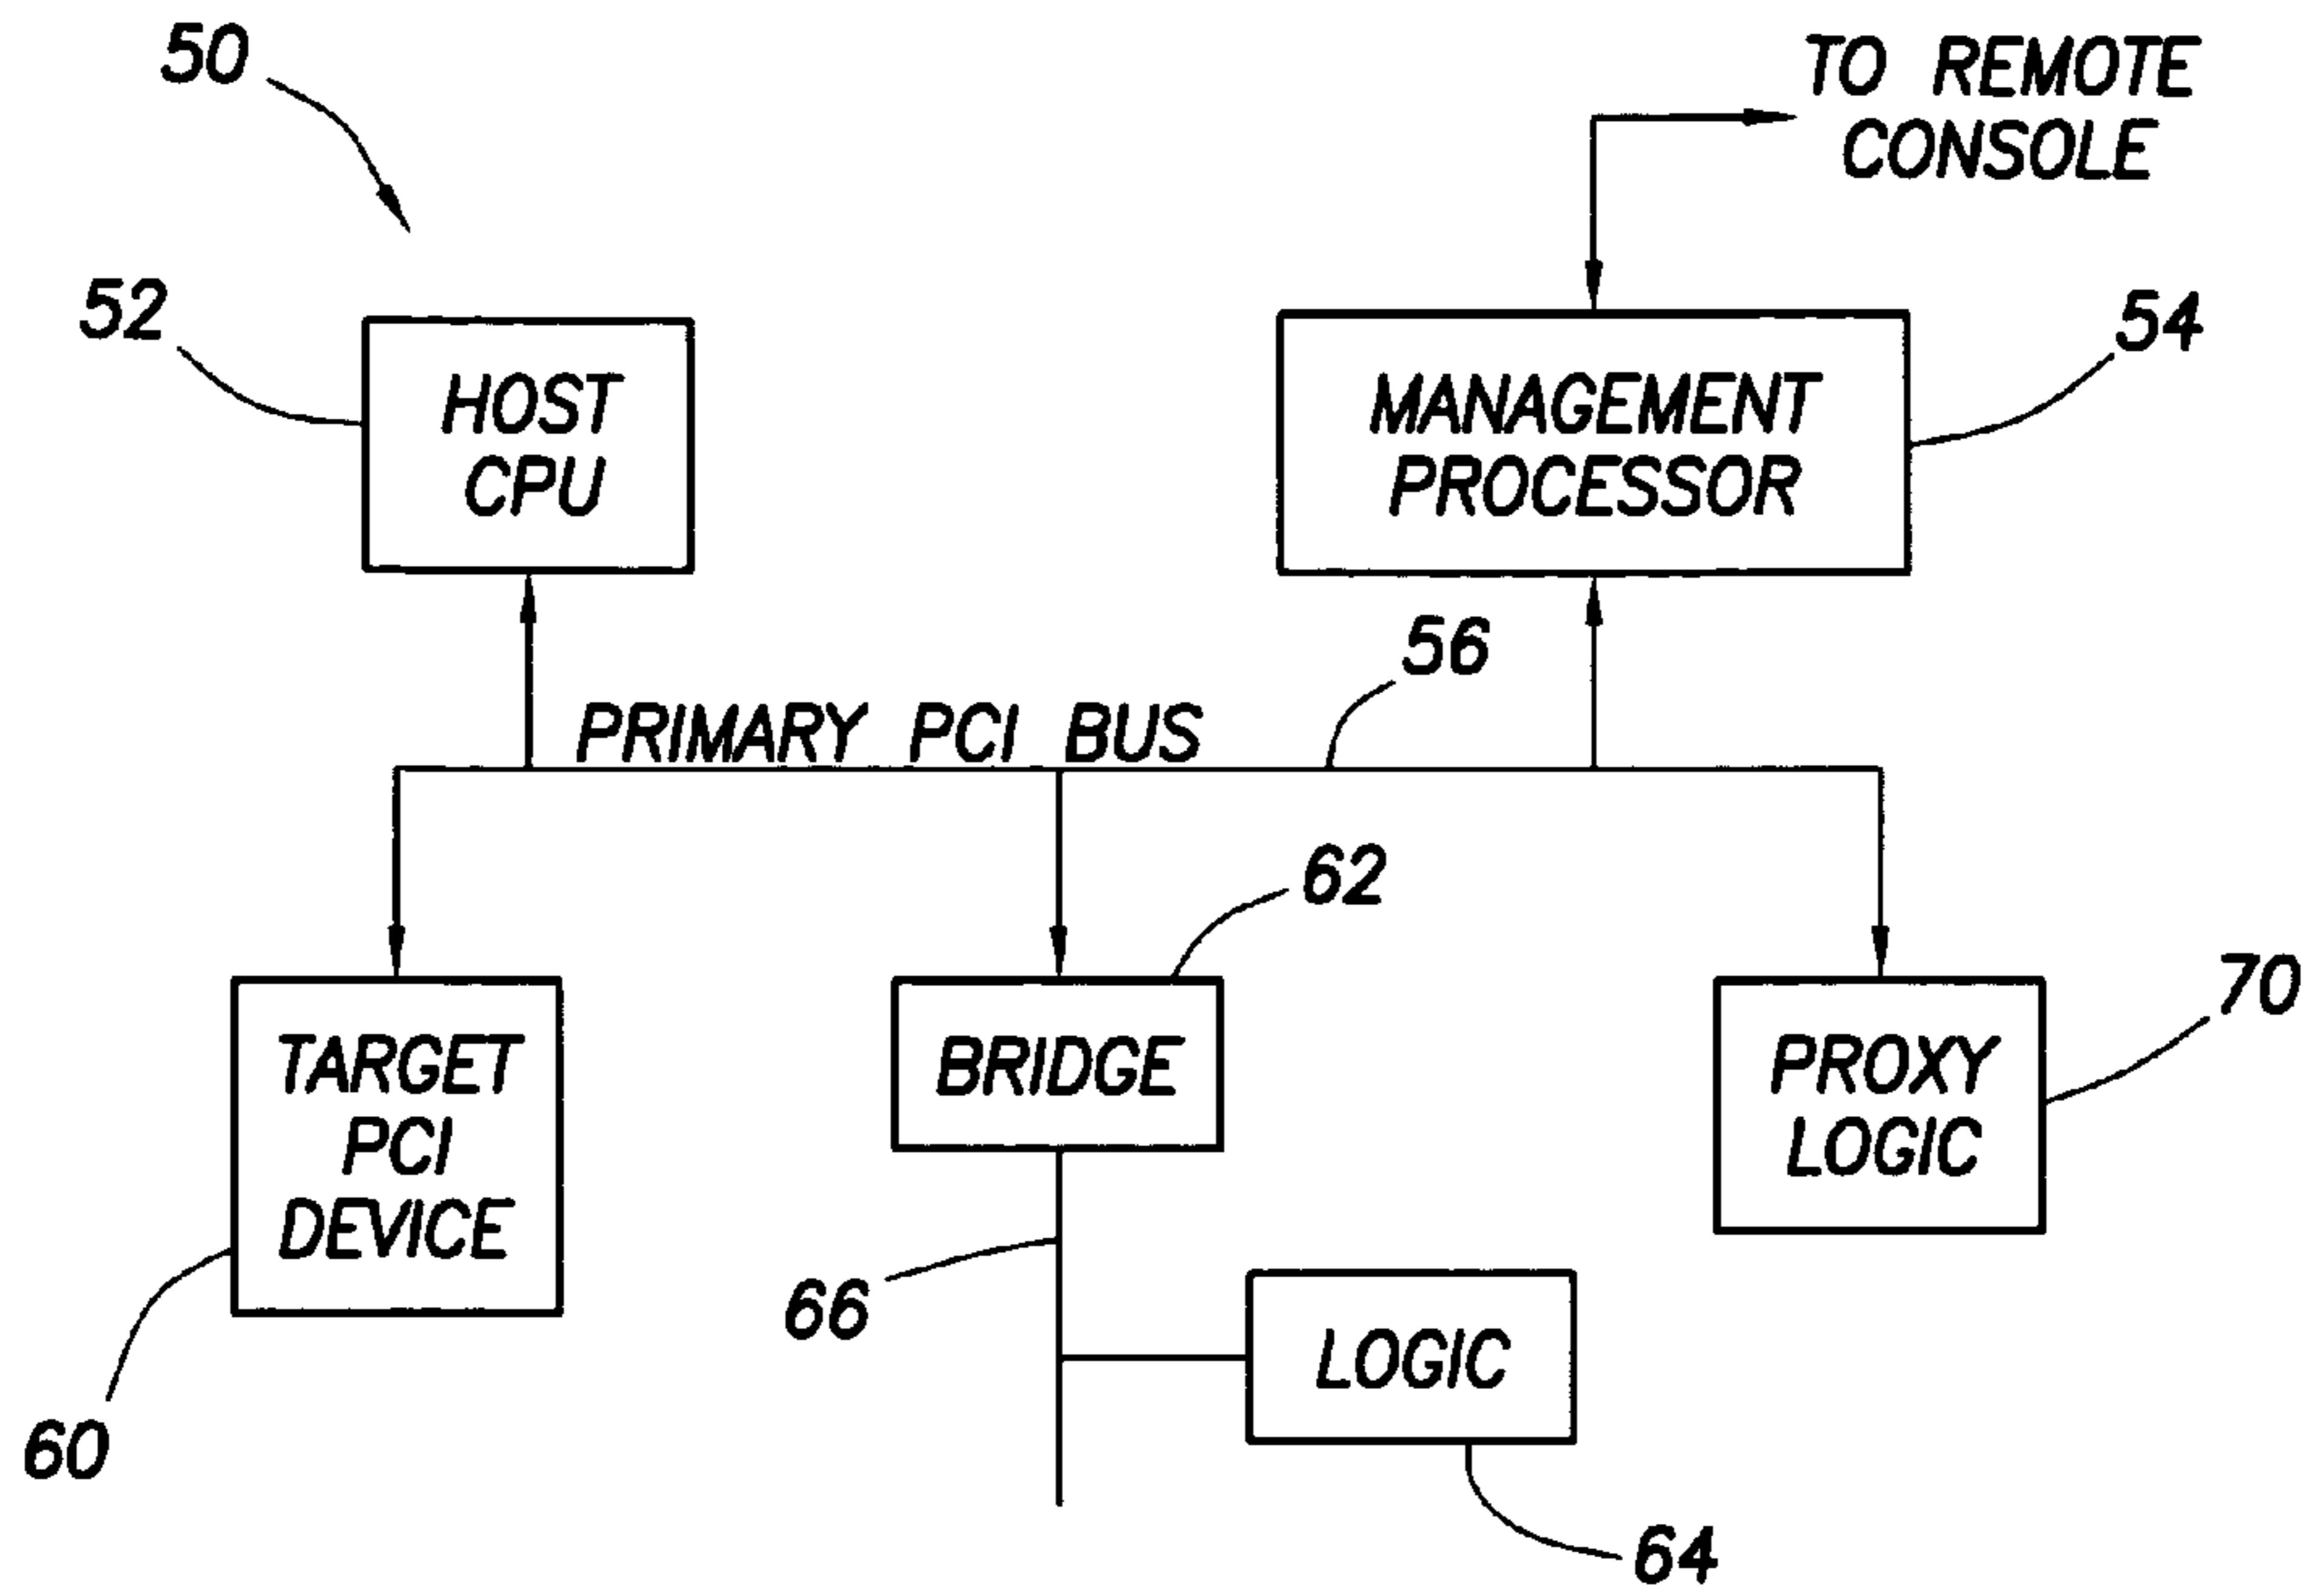 50
TO REMOTE
CONSOLE
52
HOST
CPU
MANAGEMENT
PROCESSOR
54
56
PRIMARY PCI BUS
62
TARGET
PCI
DEVICE
BRIDGE
PROXY
LOGIC
70
66
LOGIC
60
64